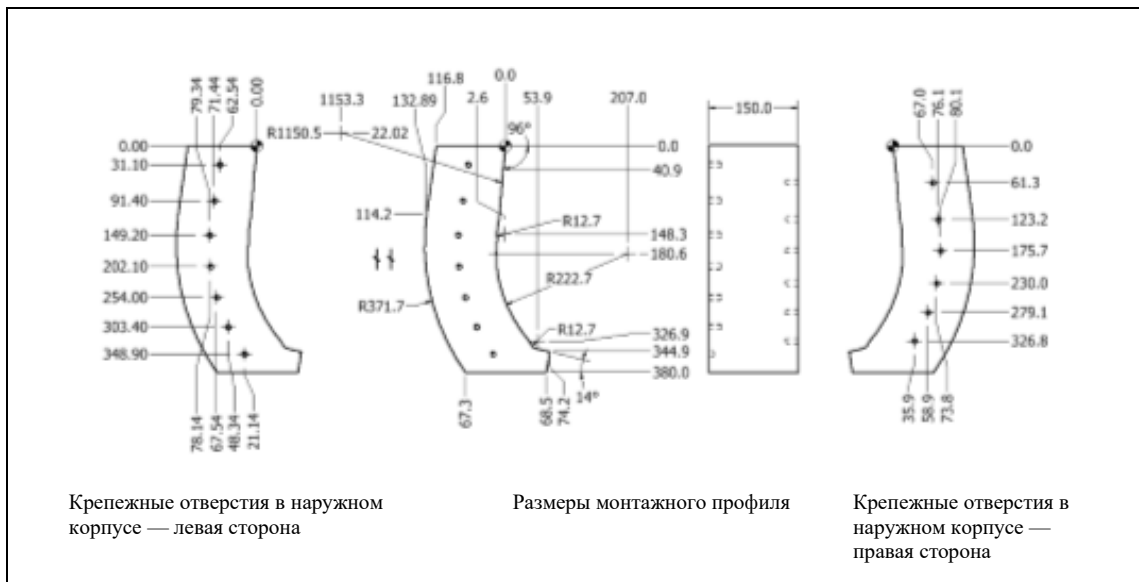 79.34 71.44 62.54 0.00
0.00
31.10
91.40
149.20
202.10
254.00
303.40
348.90
78.14 67.54 48.34 21.14
0.0
116.8
1153.3 132.89 2.6 53.9 207.0
R1150.5 22.02 96°
0.0
40.9
114.2 R12.7
148.3
180.6
R371.7 R222.7
R12.7 326.9
344.9
380.0
14°
67.3 68.5 74.2
150.0
67.0 76.1 80.1
0.0
61.3
123.2
175.7
230.0
279.1
326.8
35.9 58.9 73.8
Крепежные отверстия в наружном
корпусе — левая сторона
Размеры монтажного профиля
Крепежные отверстия в
наружном корпусе —
правая сторона